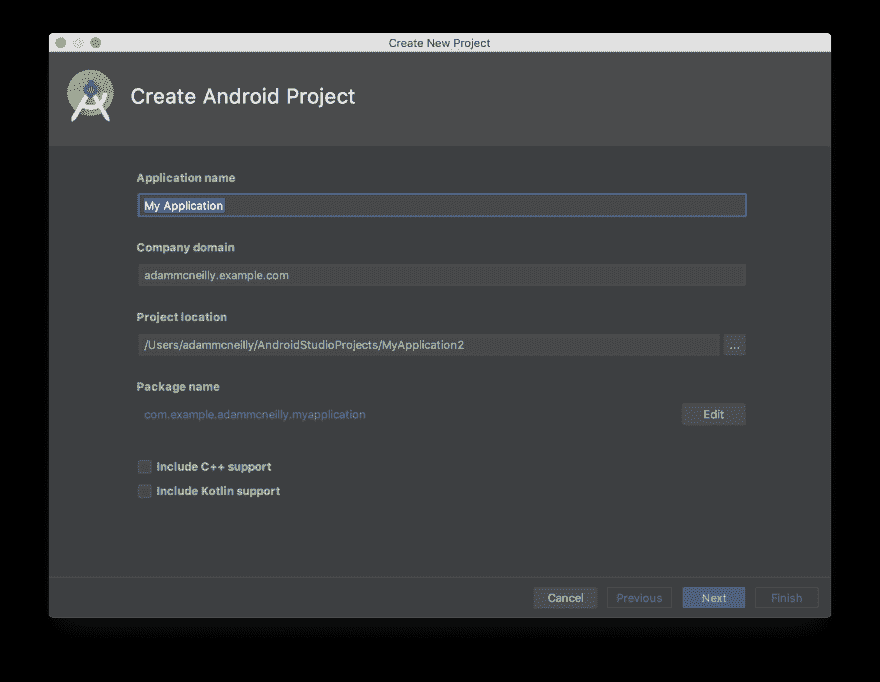 Create New Project
Create Android Project
Application name
My Application
Company domain
adammcneilly.example.com
Project location
/Users/adammcneilly/AndroidStudioProjects/MyApplication2
...
Package name
com.example.adammcneilly.myapplication
Edit
Include C++ support
Include Kotlin support
Cancel Previous Next Finish